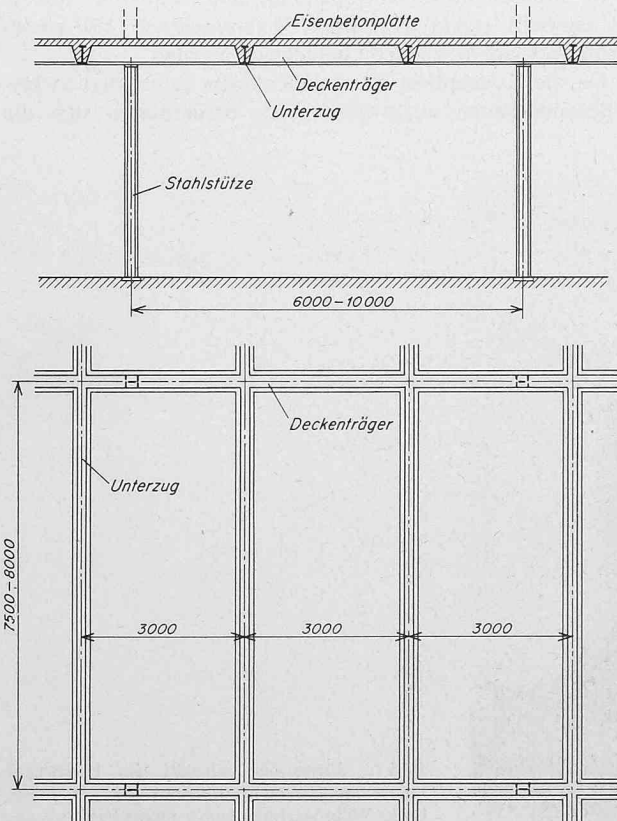 Eisenbetonplatte
Deckenträger
Unterzug
Stahlstütze
6000–10000
Deckenträger
Unterzug
7500–8000
3000
3000
3000